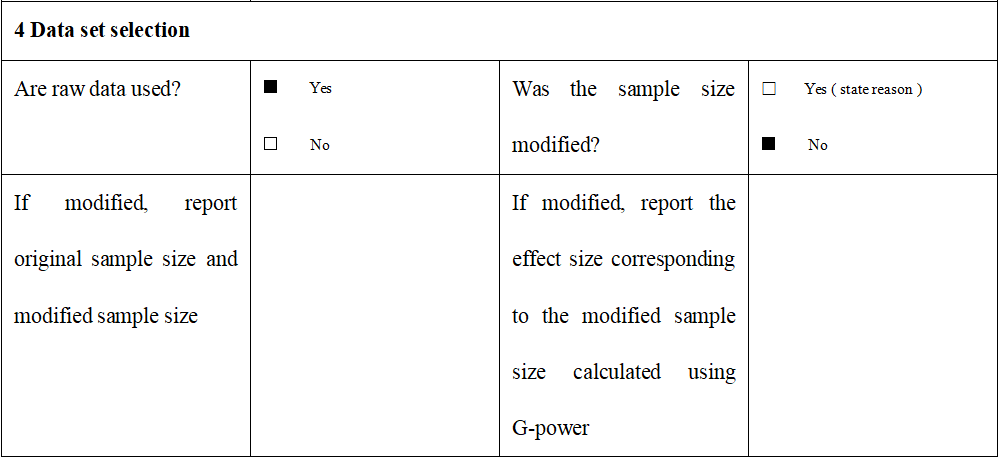 4 Data set selection
Are raw data used?
■ Yes
□ No
Was the sample size
modified?
□ Yes ( state reason )
■ No
If modified, report
original sample size and
modified sample size
If modified, report the
effect size corresponding
to the modified sample
size calculated using
G-power